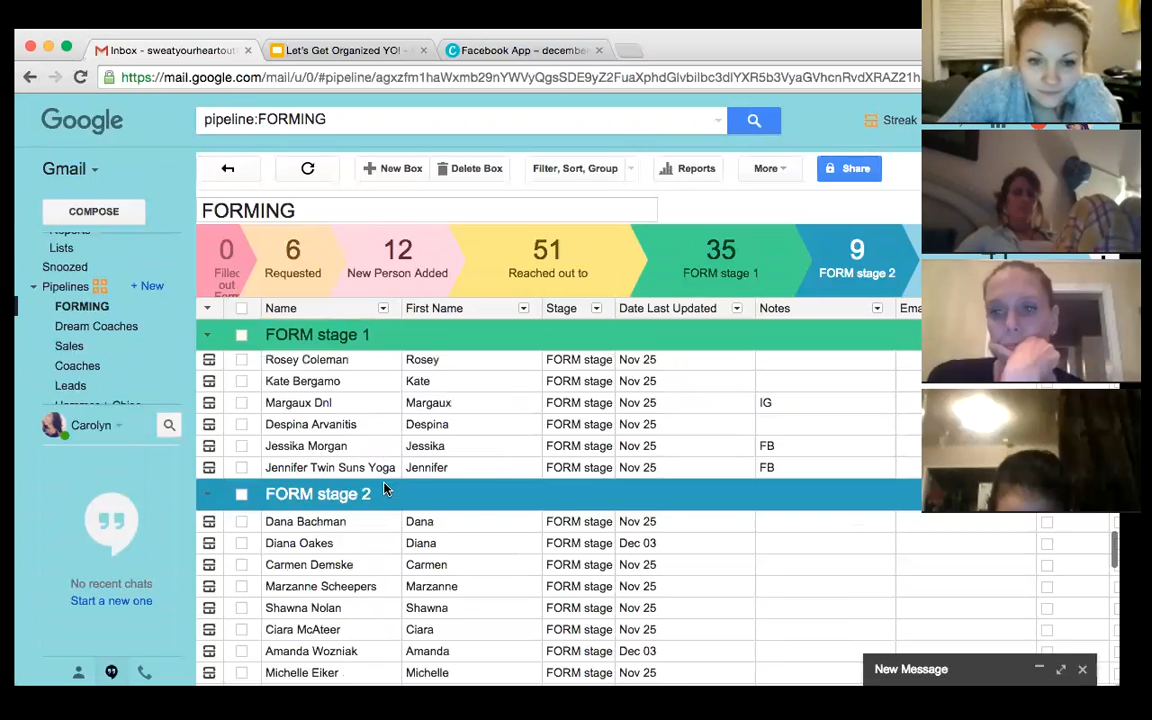 Inbox - sweatyourheartout
Let's Get Organized YO! -
Facebook App – december
https://mail.google.com/mail/u/0/#pipeline/
Google
pipeline:FORMING
Streak
Gmail
New Box
Delete Box
Filter, Sort, Group
Reports
More
Share
COMPOSE
FORMING
Lists
Snoozed
Pipelines
+ New
FORMING
Dream Coaches
Sales
Coaches
Leads
Carolyn
No recent chats
Start a new one
0 Filled out
6 Requested
12 New Person Added
51 Reached out to
35 FORM stage 1
9 FORM stage 2
Name First Name Stage Date Last Updated Notes Ema
FORM stage 1
Rosey Coleman Rosey FORM stage Nov 25
Kate Bergamo Kate FORM stage Nov 25
Margaux Dnl Margaux FORM stage Nov 25 IG
Despina Arvanitis Despina FORM stage Nov 25
Jessika Morgan Jessika FORM stage Nov 25 FB
Jennifer Twin Suns Yoga Jennifer FORM stage Nov 25 FB
FORM stage 2
Dana Bachman Dana FORM stage Nov 25
Diana Oakes Diana FORM stage Dec 03
Carmen Demske Carmen FORM stage Nov 25
Marzanne Scheepers Marzanne FORM stage Nov 25
Shawna Nolan Shawna FORM stage Nov 25
Ciara McAteer Ciara FORM stage Nov 25
Amanda Wozniak Amanda FORM stage Dec 03
Michelle Eiker Michelle FORM stage Nov 25
New Message